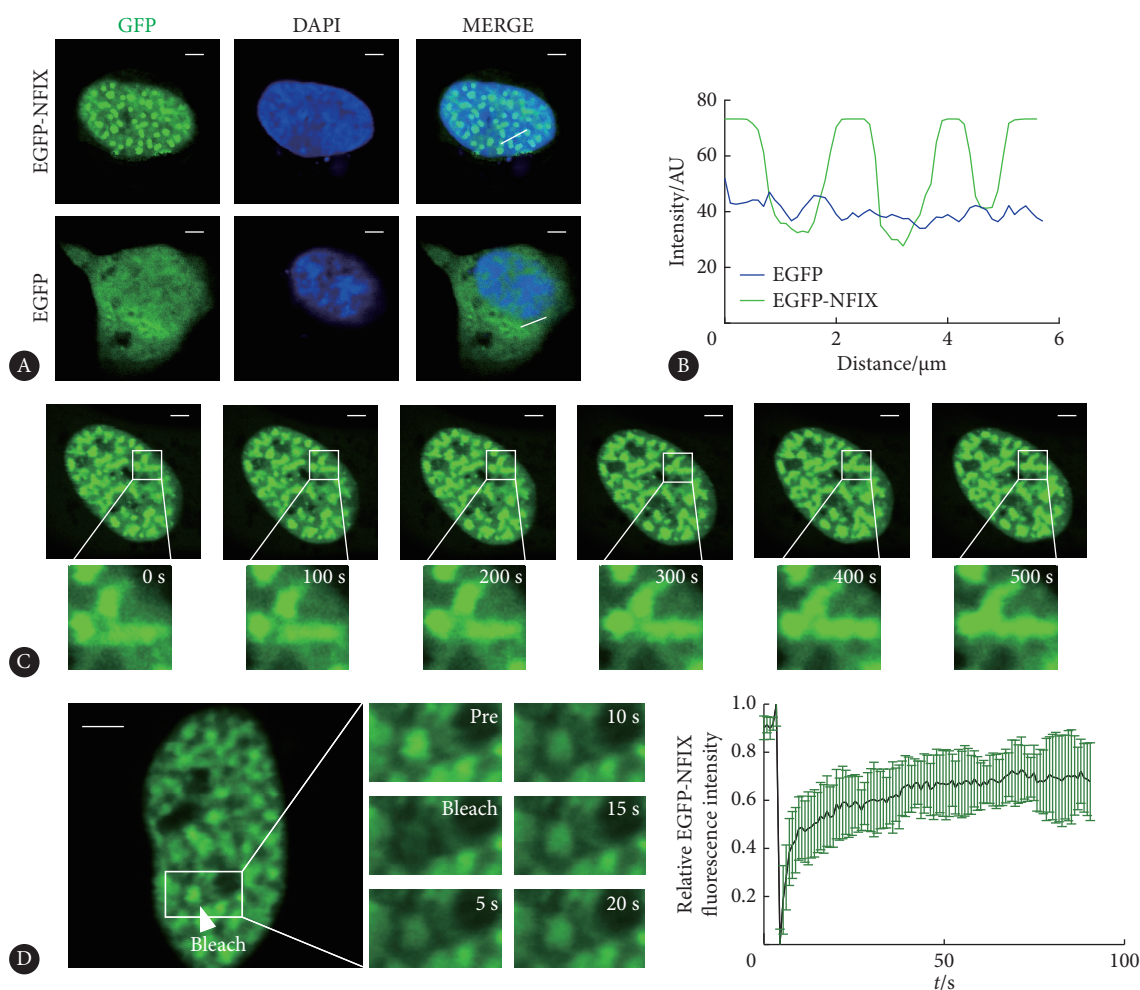 GFP DAPI MERGE
EGFP-NFIX
EGFP
A
80
60
40
20
0 2 4 6
Intensity/AU
Distance/μm
EGFP
EGFP-NFIX
B
0 s 100 s 200 s 300 s 400 s 500 s
C
Bleach
D
Pre 10 s
Bleach 15 s
5 s 20 s
1.0
0.8
0.6
0.4
0.2
0 50 100
Relative EGFP-NFIX
fluorescence intensity
t/s